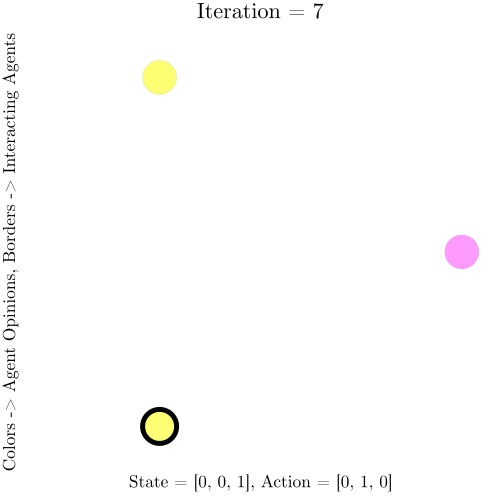 Iteration = 7
Colors -> Agent Opinions, Borders -> Interacting Agents
State = [0, 0, 1], Action = [0, 1, 0]